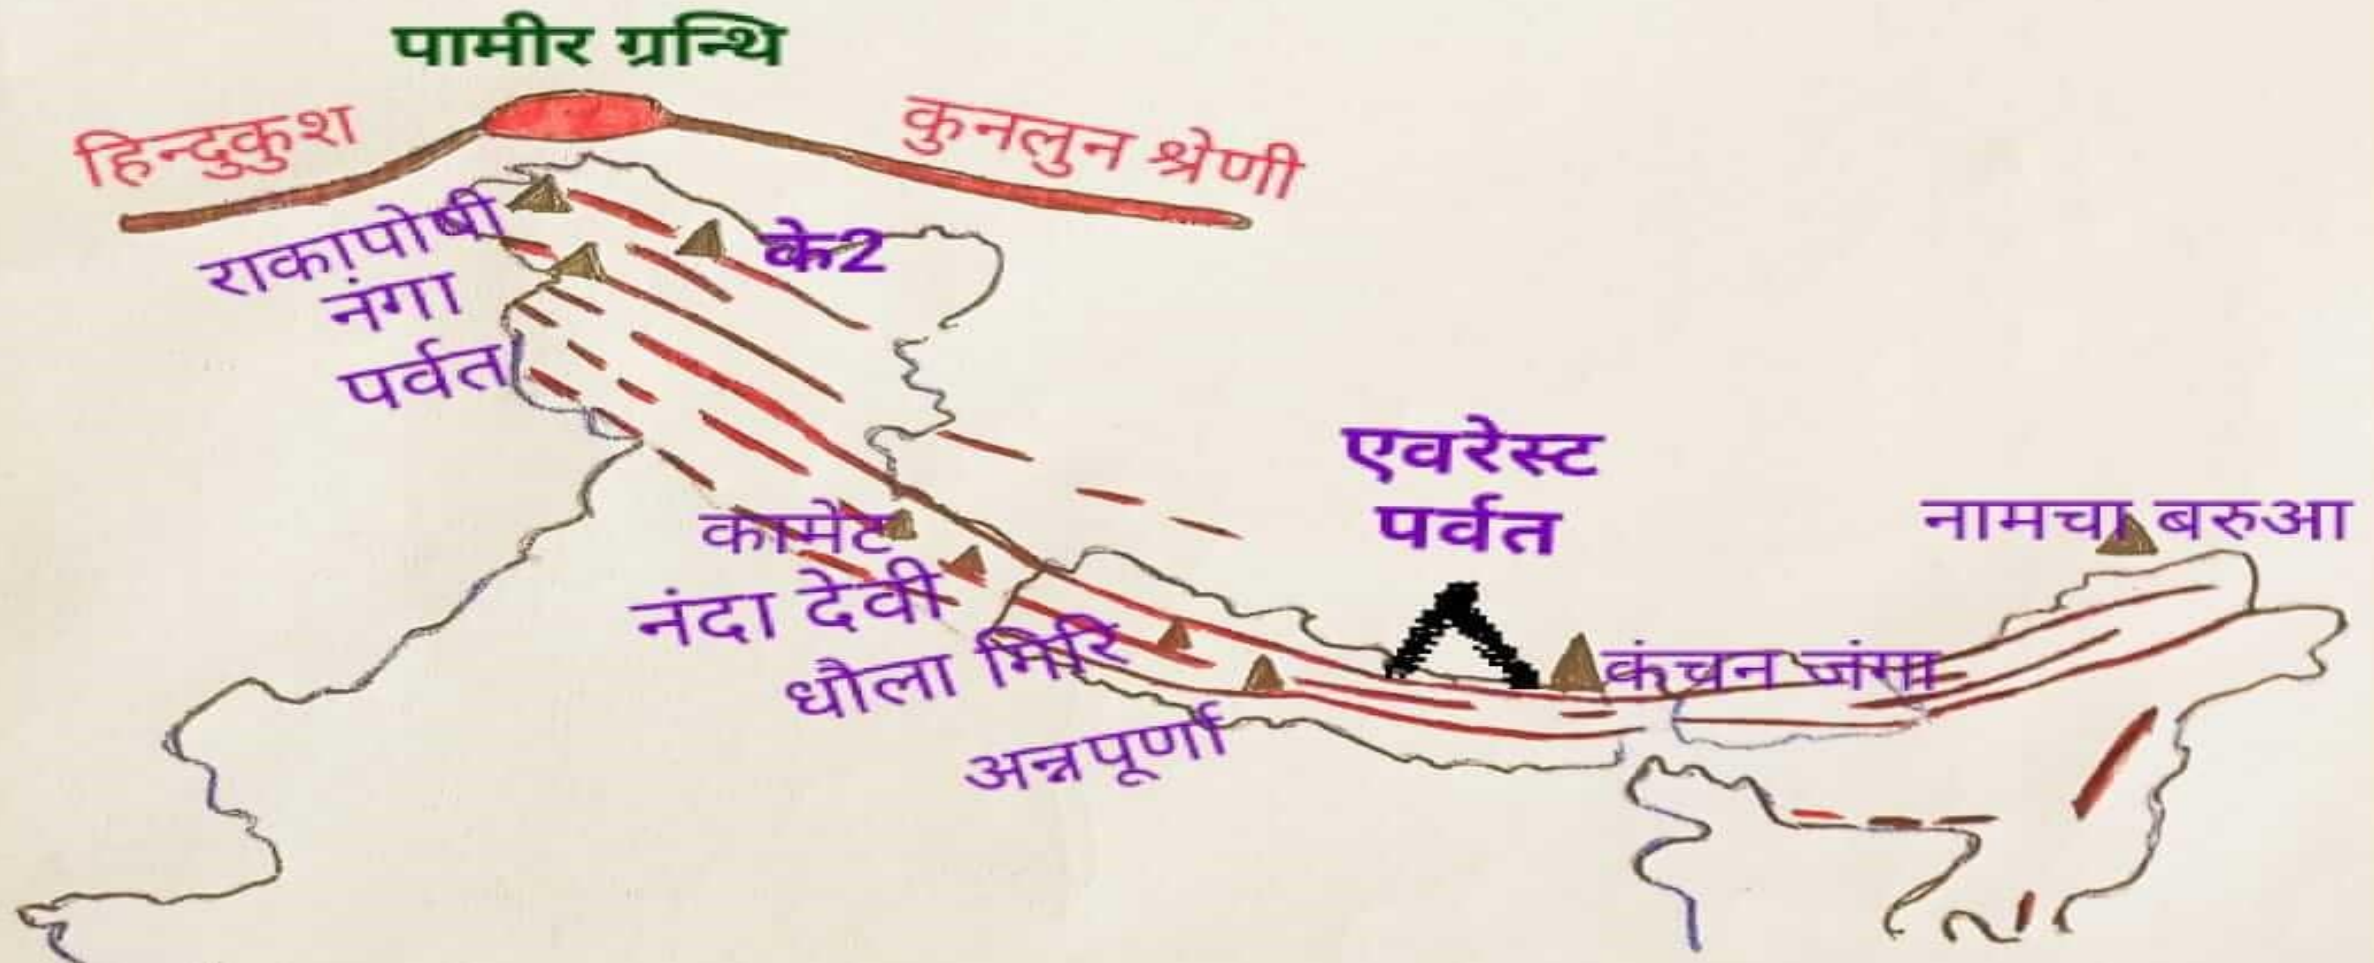 पामीर ग्रन्थि
हिन्दुकुश
कुनलुन श्रेणी
राकापोषी
के2
नंगा
पर्वत
एवरेस्ट
पर्वत
नामचा बरुआ
कामेट
नंदा देवी
धौला गिरि
कंचन जंगा
अन्नपूर्णा